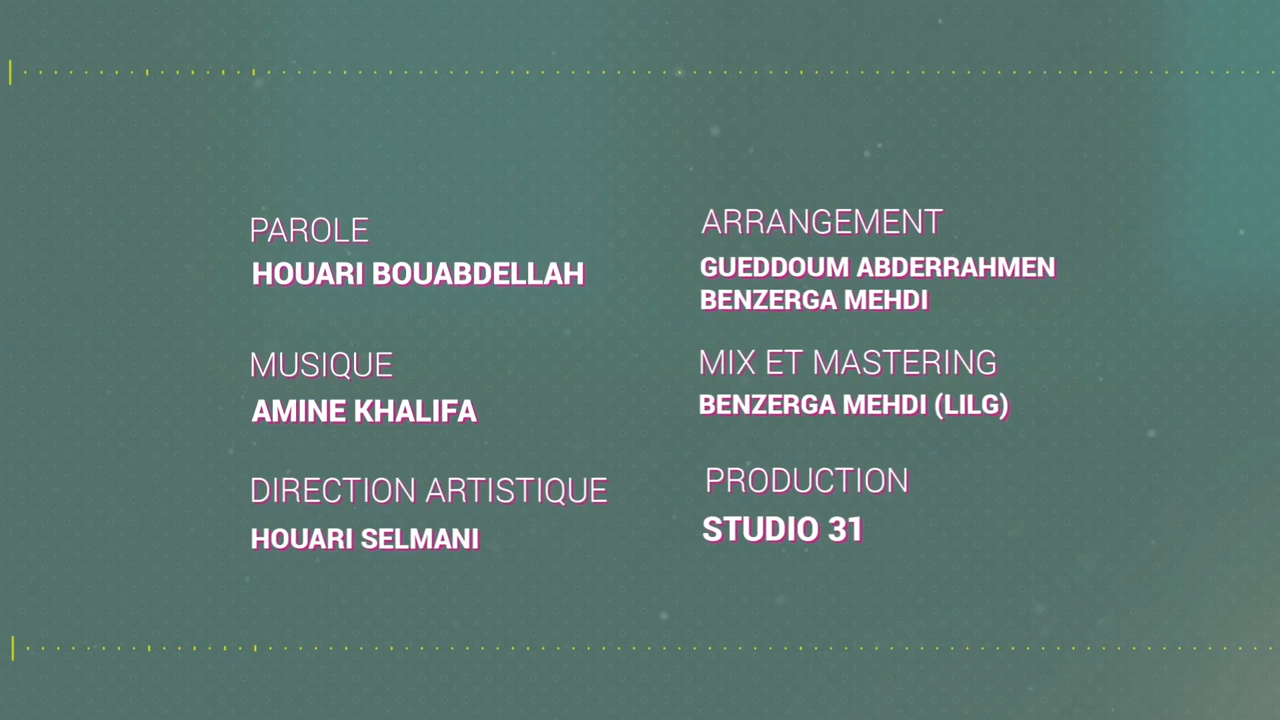 PAROLE
HOUARI BOUABDELLAH
MUSIQUE
AMINE KHALIFA
DIRECTION ARTISTIQUE
HOUARI SELMANI
ARRANGEMENT
GUEDDOUM ABDERRAHMEN
BENZERGA MEHDI
MIX ET MASTERING
BENZERGA MEHDI (LILG)
PRODUCTION
STUDIO 31